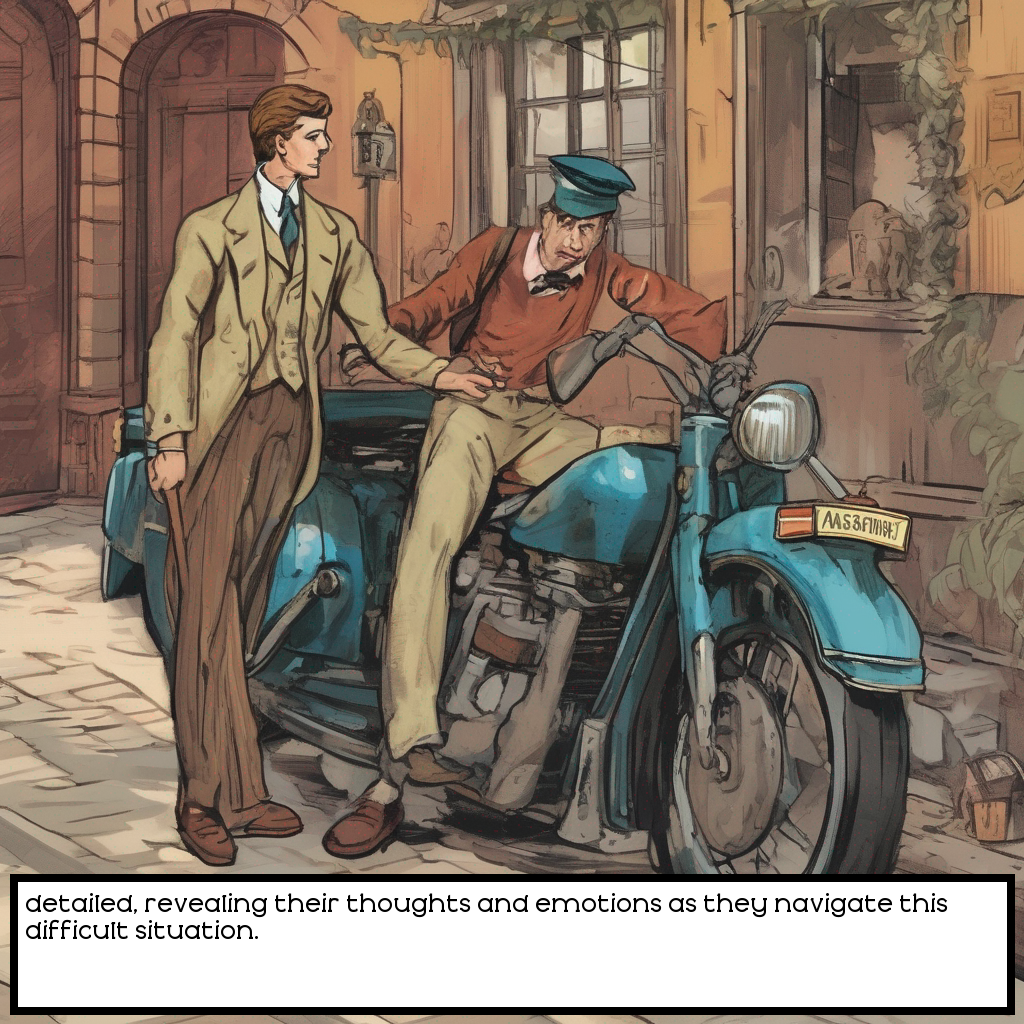 detailed, revealing their thoughts and emotions as they navigate this
difficult situation.